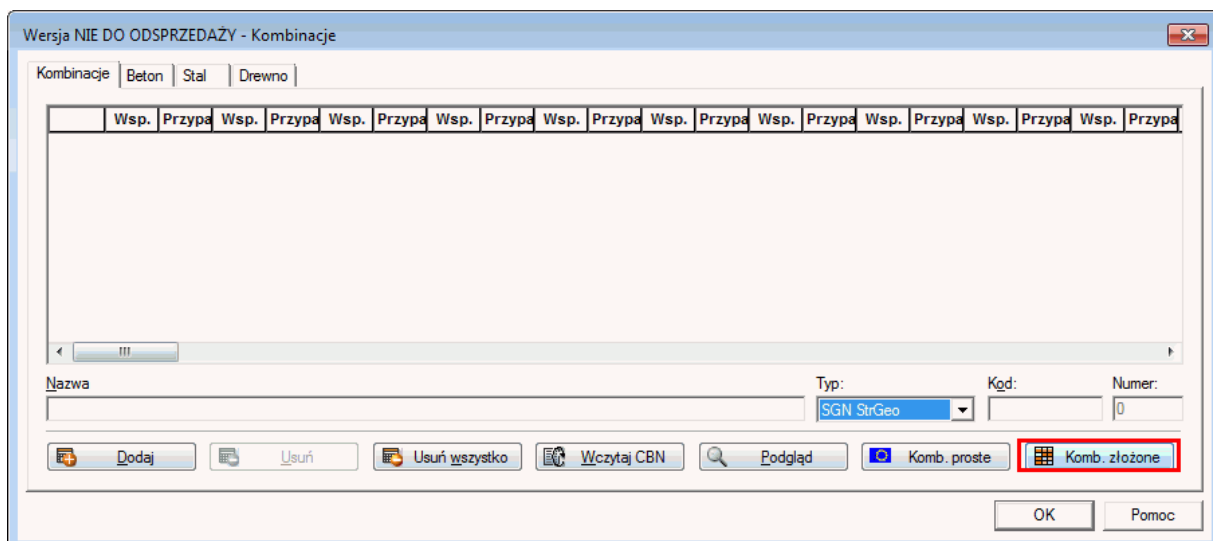 Wersja NIE DO ODSPRZEDAŻY - Kombinacje
Kombinacje Beton Stal Drewno
Wsp. Przypa Wsp. Przypa Wsp. Przypa Wsp. Przypa Wsp. Przypa Wsp. Przypa Wsp. Przypa Wsp. Przypa Wsp. Przypa Wsp. Przypa
Nazwa Typ: Kod: Numer:
SGN StrGeo 0
Dodaj Usuń Usuń wszystko Wczytaj CBN Podgląd Komb. proste Komb. złożone
OK Pomoc